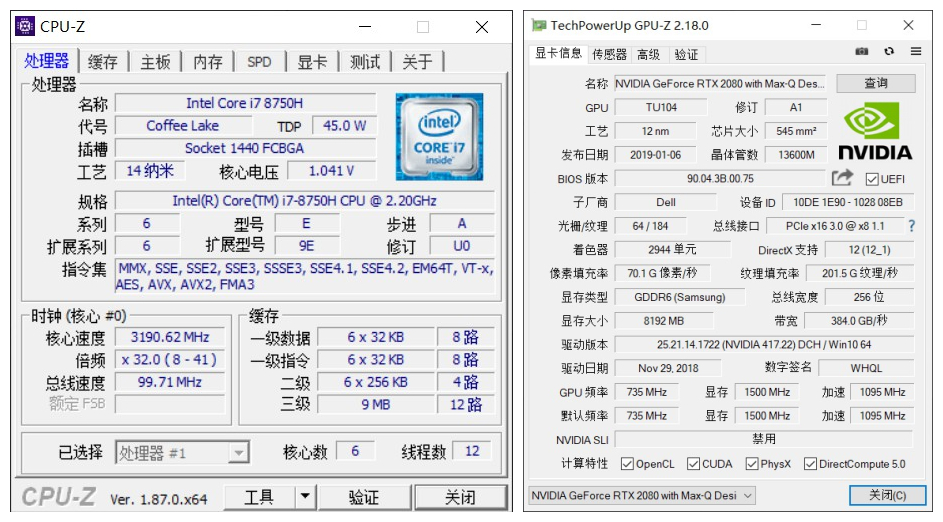 CPU-Z
处理器 缓存 主板 内存 SPD 显卡 测试 关于
处理器
名称 Intel Core i7 8750H
代号 Coffee Lake TDP 45.0 W
插槽 Socket 1440 FCBGA
工艺 14 纳米 核心电压 1.041 V
intel
CORE i7
inside
规格 Intel(R) Core(TM) i7-8750H CPU @ 2.20GHz
系列 6 型号 E 步进 A
扩展系列 6 扩展型号 9E 修订 U0
指令集 MMX, SSE, SSE2, SSE3, SSSE3, SSE4.1, SSE4.2, EM64T, VT-x,
AES, AVX, AVX2, FMA3
时钟 (核心 #0)
核心速度 3190.62 MHz
倍频 x 32.0 ( 8 - 41 )
总线速度 99.71 MHz
额定 FSB
缓存
一级数据 6 x 32 KB 8 路
一级指令 6 x 32 KB 8 路
二级 6 x 256 KB 4 路
三级 9 MB 12 路
已选择 处理器 #1 核心数 6 线程数 12
CPU-Z Ver. 1.87.0.x64 工具 验证 关闭
TechPowerUp GPU-Z 2.18.0
显卡信息 传感器 高级 验证
名称 NVIDIA GeForce RTX 2080 with Max-Q Des... 查询
GPU TU104 修订 A1
工艺 12 nm 芯片大小 545 mm²
发布日期 2019-01-06 晶体管数 13600M
NVIDIA
BIOS 版本 90.04.3B.00.75 UEFI
子厂商 Dell 设备 ID 10DE 1E90 - 1028 08EB
光栅/纹理 64 / 184 总线接口 PCIe x16 3.0 @ x8 1.1 ?
着色器 2944 单元 DirectX 支持 12 (12_1)
像素填充率 70.1 G 像素/秒 纹理填充率 201.5 G 纹理/秒
显存类型 GDDR6 (Samsung) 总线宽度 256 位
显存大小 8192 MB 带宽 384.0 GB/秒
驱动版本 25.21.14.1722 (NVIDIA 417.22) DCH / Win10 64
驱动日期 Nov 29, 2018 数字签名 WHQL
GPU 频率 735 MHz 显存 1500 MHz 加速 1095 MHz
默认频率 735 MHz 显存 1500 MHz 加速 1095 MHz
NVIDIA SLI 禁用
计算特性 OpenCL CUDA PhysX DirectCompute 5.0
NVIDIA GeForce RTX 2080 with Max-Q Desi 关闭(C)